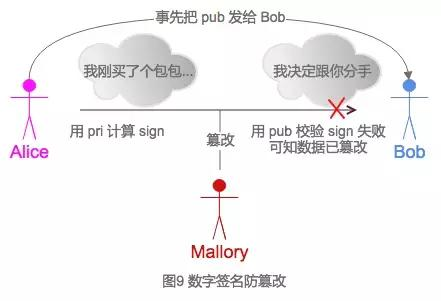 事先把 pub 发给 Bob
我刚买了个包包...
我决定跟你分手
用 pri 计算 sign
篡改
用 pub 校验 sign 失败
可知数据已篡改
Alice
Bob
Mallory
图9 数字签名防篡改